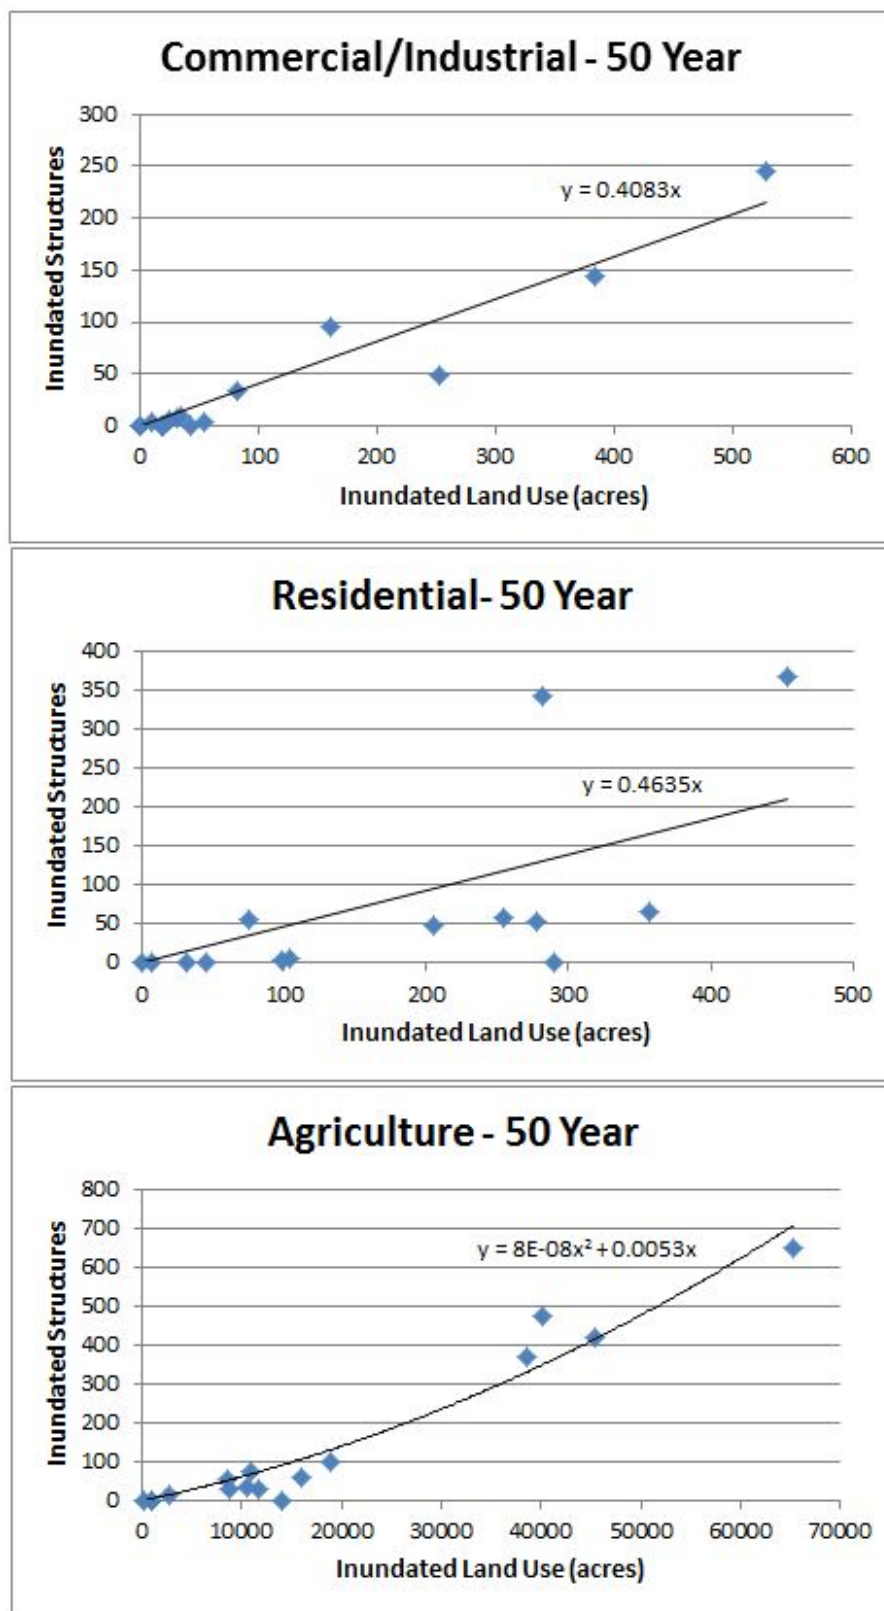 Commercial/Industrial - 50 Year
300
250
200
150
100
50
0
Inundated Structures
y = 0.4083x
0 100 200 300 400 500 600
Inundated Land Use (acres)
Residential- 50 Year
400
350
300
250
200
150
100
50
0
Inundated Structures
y = 0.4635x
0 100 200 300 400 500
Inundated Land Use (acres)
Agriculture - 50 Year
800
700
600
500
400
300
200
100
0
Inundated Structures
y = 8E-08x² + 0.0053x
0 10000 20000 30000 40000 50000 60000 70000
Inundated Land Use (acres)